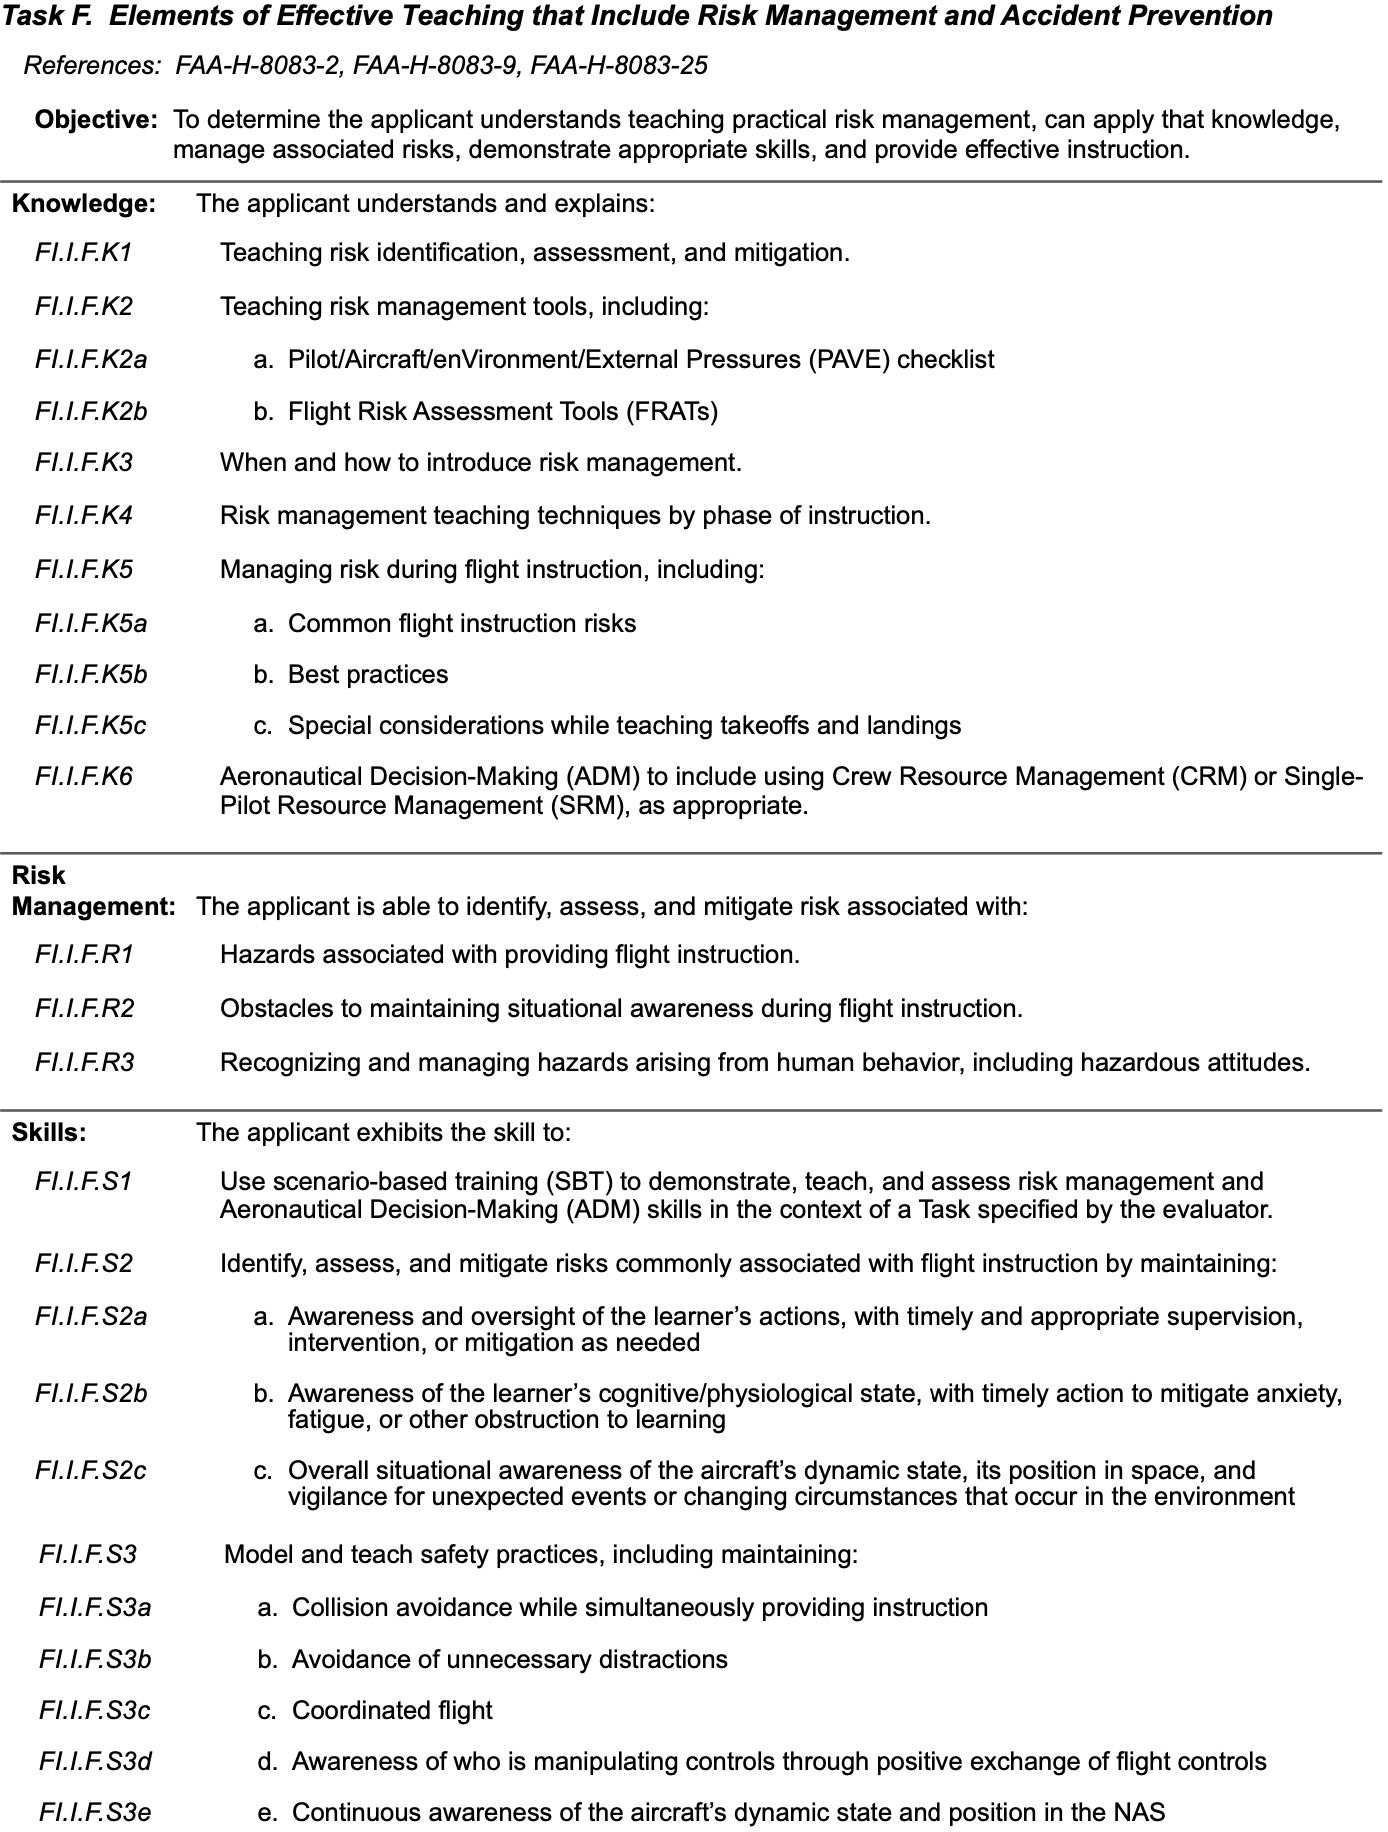 Task F. Elements of Effective Teaching that Include Risk Management and Accident Prevention
References: FAA-H-8083-2, FAA-H-8083-9, FAA-H-8083-25
Objective: To determine the applicant understands teaching practical risk management, can apply that knowledge,
manage associated risks, demonstrate appropriate skills, and provide effective instruction.
Knowledge: The applicant understands and explains:
FI.I.F.K1 Teaching risk identification, assessment, and mitigation.
FI.I.F.K2 Teaching risk management tools, including:
FI.I.F.K2a a. Pilot/Aircraft/enVironment/External Pressures (PAVE) checklist
FI.I.F.K2b b. Flight Risk Assessment Tools (FRATs)
FI.I.F.K3 When and how to introduce risk management.
FI.I.F.K4 Risk management teaching techniques by phase of instruction.
FI.I.F.K5 Managing risk during flight instruction, including:
FI.I.F.K5a a. Common flight instruction risks
FI.I.F.K5b b. Best practices
FI.I.F.K5c c. Special considerations while teaching takeoffs and landings
FI.I.F.K6 Aeronautical Decision-Making (ADM) to include using Crew Resource Management (CRM) or Single-
Pilot Resource Management (SRM), as appropriate.
Risk
Management: The applicant is able to identify, assess, and mitigate risk associated with:
FI.I.F.R1 Hazards associated with providing flight instruction.
FI.I.F.R2 Obstacles to maintaining situational awareness during flight instruction.
FI.I.F.R3 Recognizing and managing hazards arising from human behavior, including hazardous attitudes.
Skills: The applicant exhibits the skill to:
FI.I.F.S1 Use scenario-based training (SBT) to demonstrate, teach, and assess risk management and
Aeronautical Decision-Making (ADM) skills in the context of a Task specified by the evaluator.
FI.I.F.S2 Identify, assess, and mitigate risks commonly associated with flight instruction by maintaining:
FI.I.F.S2a a. Awareness and oversight of the learner's actions, with timely and appropriate supervision,
intervention, or mitigation as needed
FI.I.F.S2b b. Awareness of the learner's cognitive/physiological state, with timely action to mitigate anxiety,
fatigue, or other obstruction to learning
FI.I.F.S2c c. Overall situational awareness of the aircraft's dynamic state, its position in space, and
vigilance for unexpected events or changing circumstances that occur in the environment
FI.I.F.S3 Model and teach safety practices, including maintaining:
FI.I.F.S3a a. Collision avoidance while simultaneously providing instruction
FI.I.F.S3b b. Avoidance of unnecessary distractions
FI.I.F.S3c c. Coordinated flight
FI.I.F.S3d d. Awareness of who is manipulating controls through positive exchange of flight controls
FI.I.F.S3e e. Continuous awareness of the aircraft's dynamic state and position in the NAS